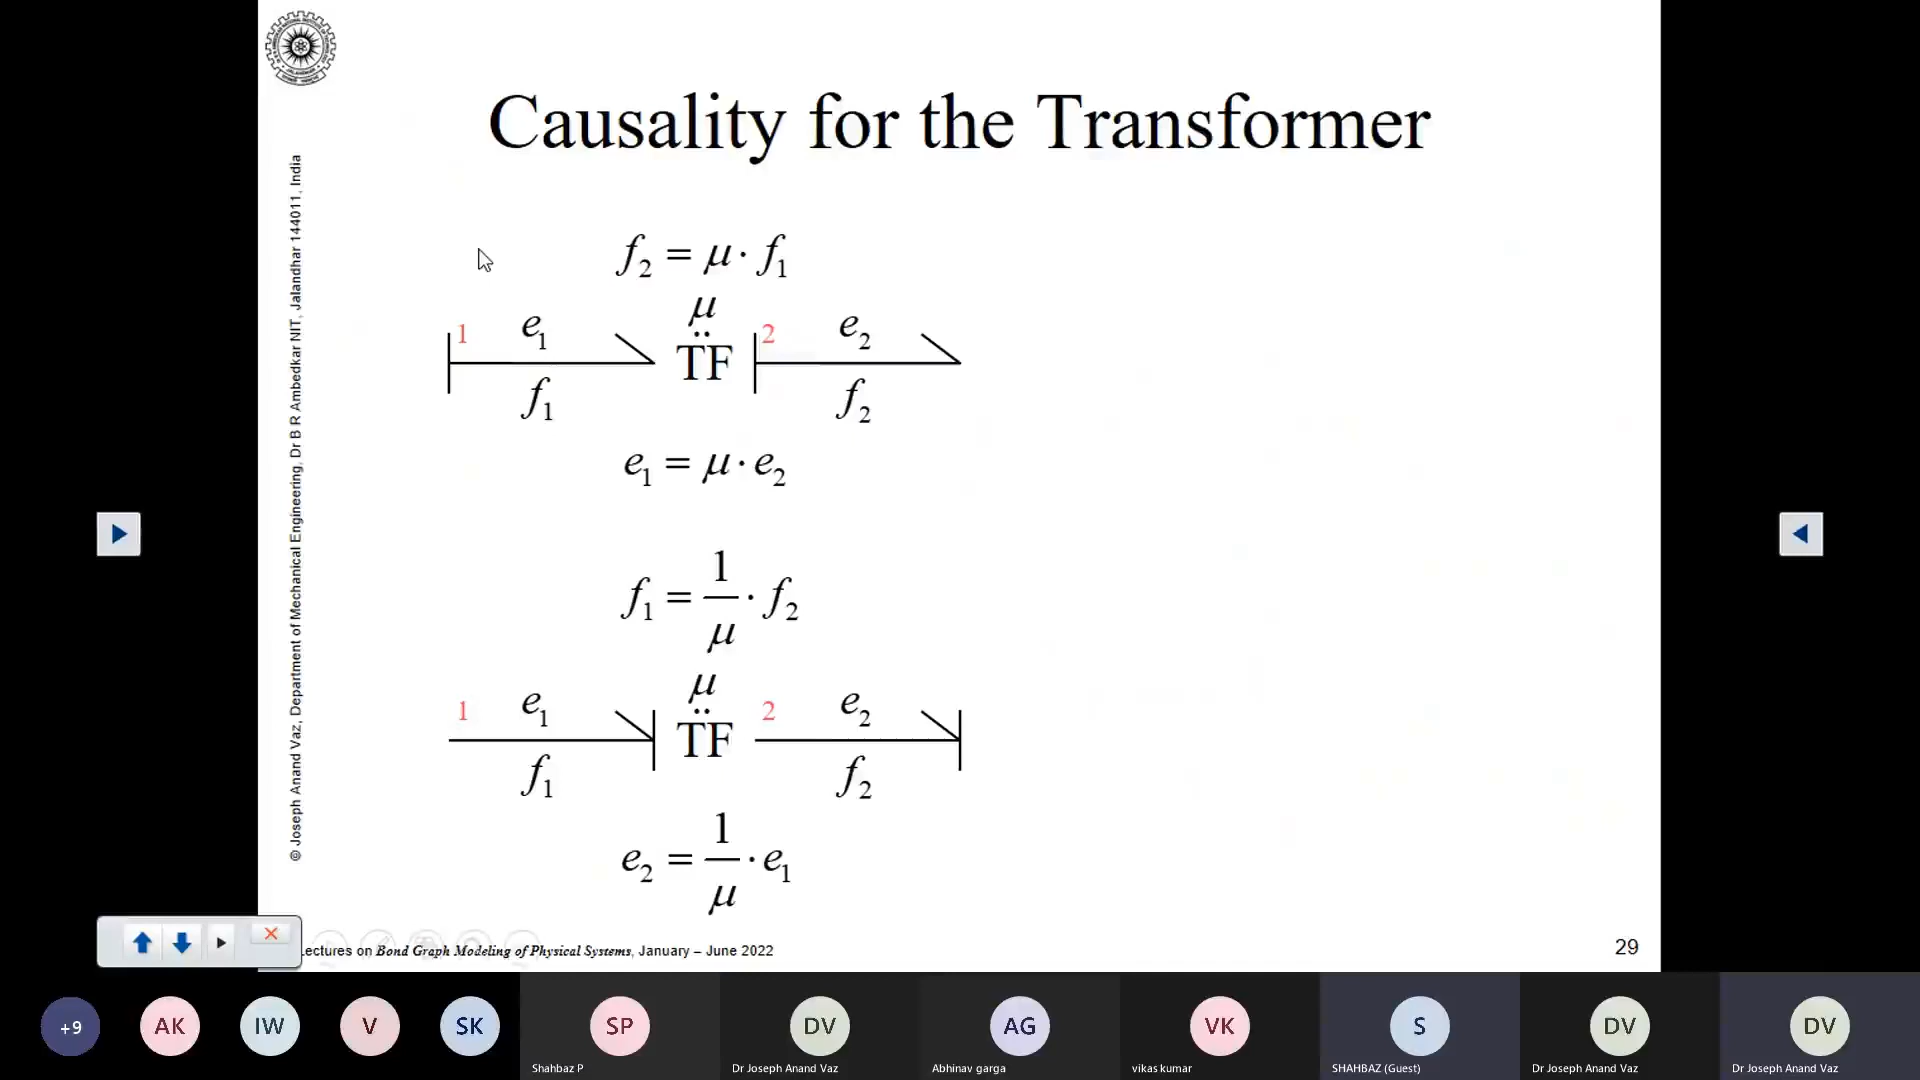 Causality for the Transformer
© Joseph Anand Vaz, Department of Mechanical Engineering, Dr B R Ambedkar NIT, Jalandhar 144011, India
f₂ = μ · f₁
μ
1 e₁ TF 2 e₂
f₁ f₂
e₁ = μ · e₂
f₁ = 1/μ · f₂
μ
1 e₁ TF 2 e₂
f₁ f₂
e₂ = 1/μ · e₁
ectures on Bond Graph Modeling of Physical Systems, January – June 2022
29
+9 AK IW V SK SP DV AG VK S DV DV
Shahbaz P Dr Joseph Anand Vaz Abhinav garga vikas kumar SHAHBAZ (Guest) Dr Joseph Anand Vaz Dr Joseph Anand Vaz